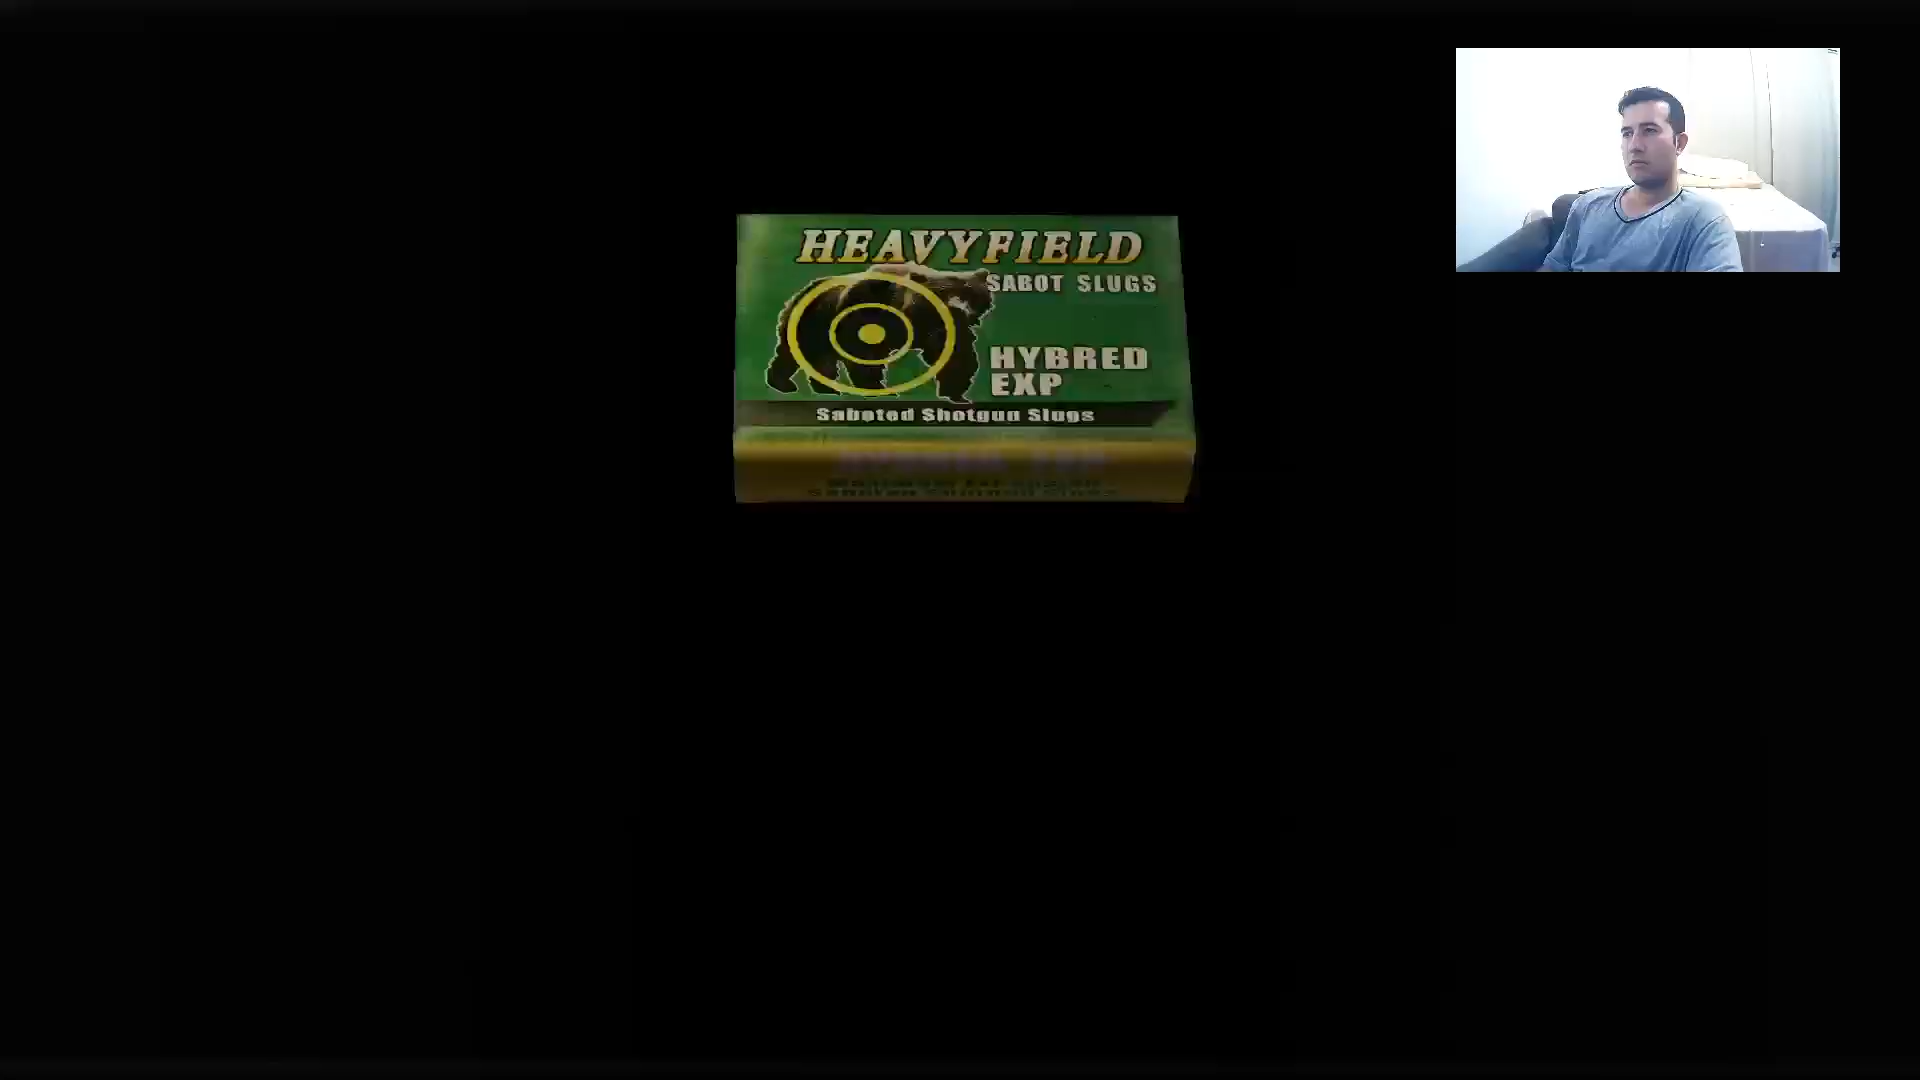 HEAVYFIELD
SABOT SLUGS
HYBRED
EXP
Saboted Shotgun Slugs